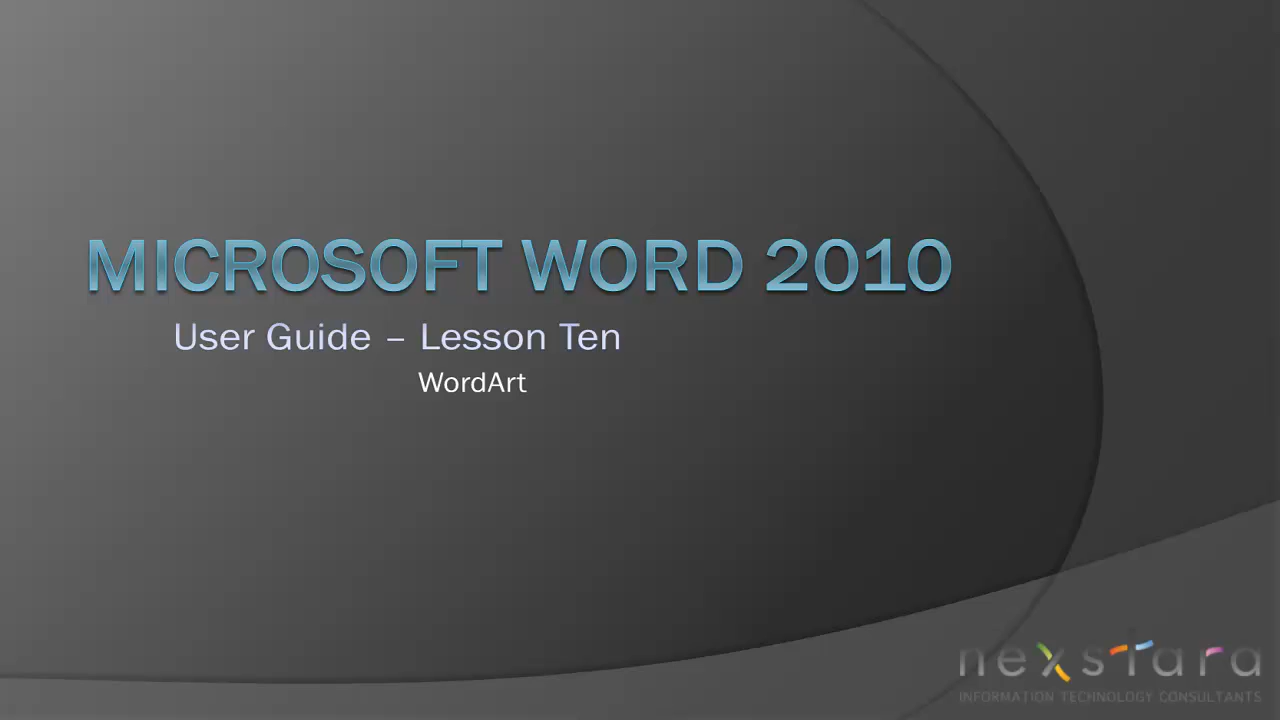 MICROSOFT WORD 2010
User Guide – Lesson Ten
WordArt
nexstara
INFORMATION TECHNOLOGY CONSULTANTS